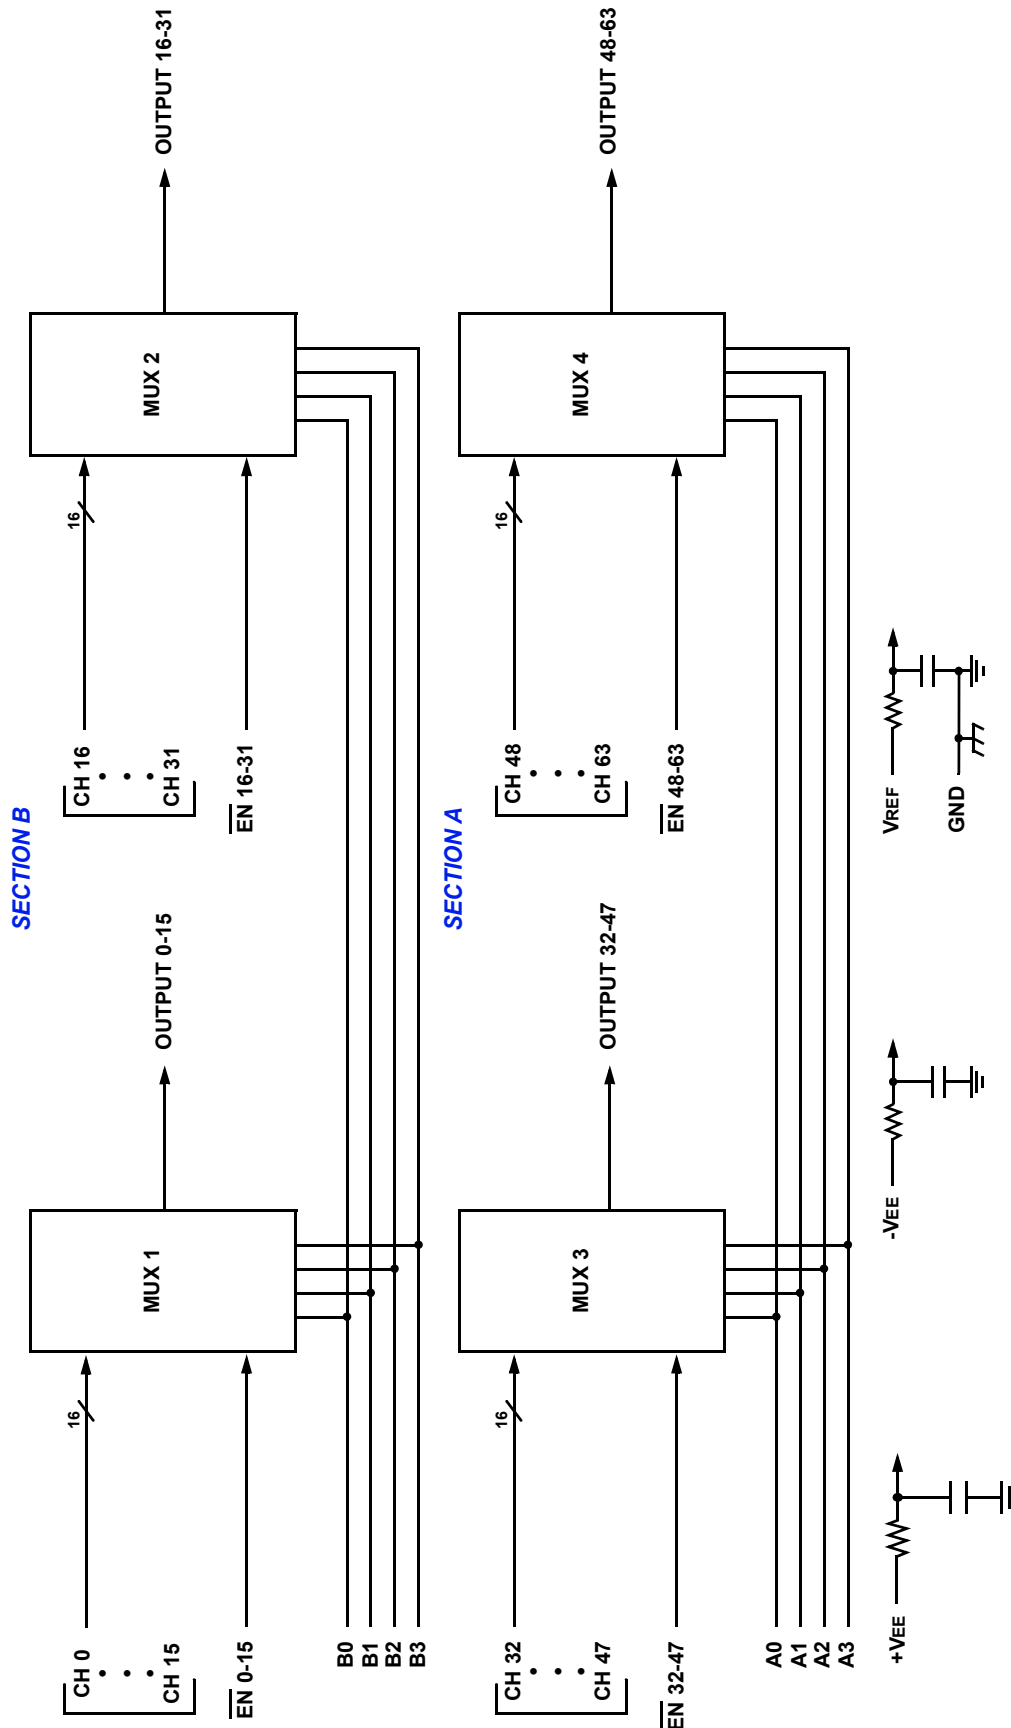 SECTION B
CH 0
CH 15
EN 0-15
16
MUX 1
OUTPUT 0-15
CH 16
CH 31
EN 16-31
16
MUX 2
OUTPUT 16-31
B0
B1
B2
B3
SECTION A
CH 32
CH 47
EN 32-47
16
MUX 3
OUTPUT 32-47
CH 48
CH 63
EN 48-63
16
MUX 4
OUTPUT 48-63
A0
A1
A2
A3
+VEE
-VEE
VREF
GND